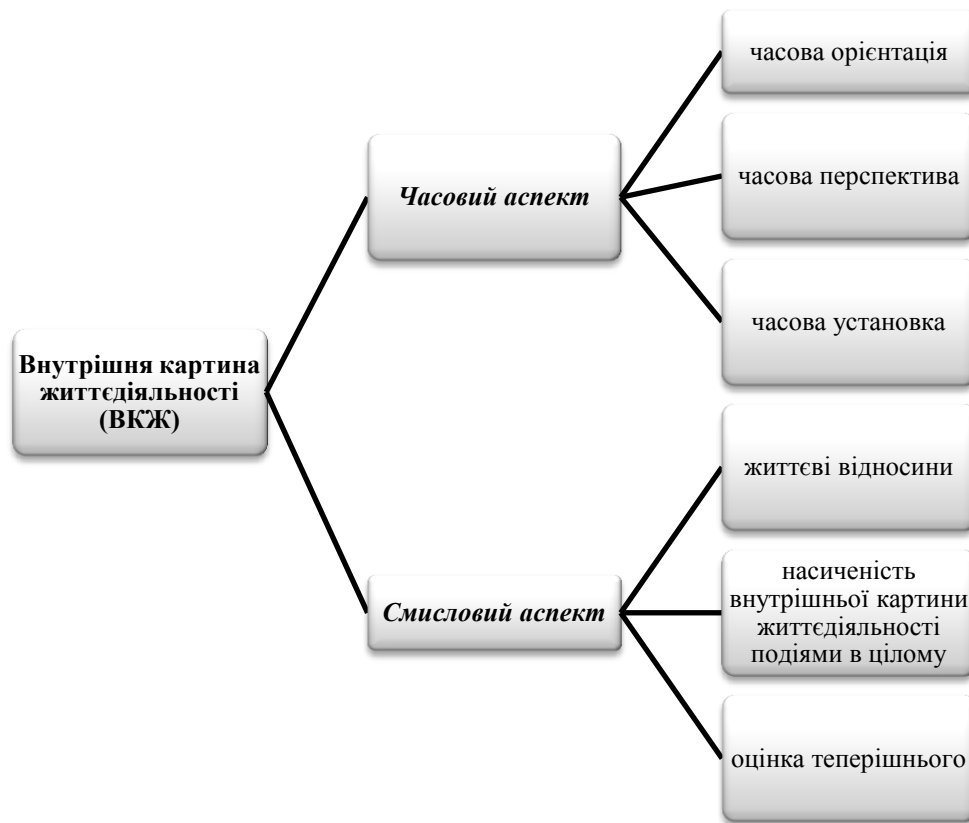 часова орієнтація
часова перспектива
Часовий аспект
часова установка
Внутрішня картина
життєдіяльності
(ВКЖ)
життєві відносини
насиченість
внутрішньої картини
життєдіяльності
подіями в цілому
Смисловий аспект
оцінка теперішнього